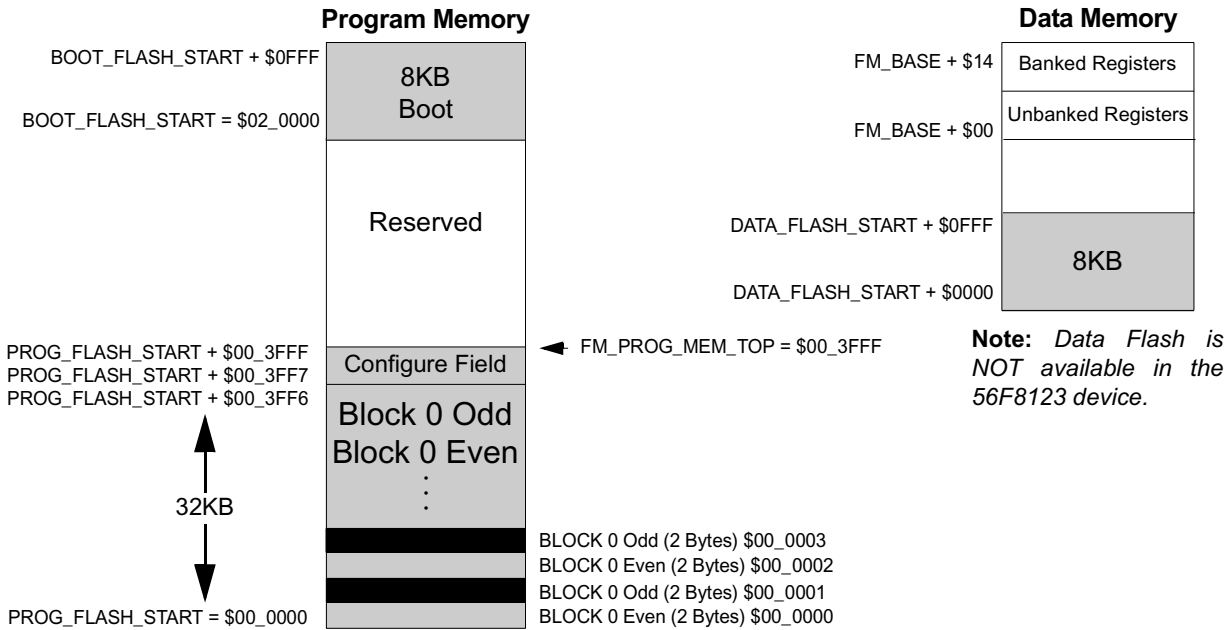 Program Memory
BOOT_FLASH_START + $0FFF
8KB
Boot
BOOT_FLASH_START = $02_0000
Reserved
PROG_FLASH_START + $00_3FFF
FM_PROG_MEM_TOP = $00_3FFF
Configure Field
PROG_FLASH_START + $00_3FF7
PROG_FLASH_START + $00_3FF6
Block 0 Odd
Block 0 Even
32KB
BLOCK 0 Odd (2 Bytes) $00_0003
BLOCK 0 Even (2 Bytes) $00_0002
BLOCK 0 Odd (2 Bytes) $00_0001
PROG_FLASH_START = $00_0000
BLOCK 0 Even (2 Bytes) $00_0000
Data Memory
FM_BASE + $14
Banked Registers
Unbanked Registers
FM_BASE + $00
DATA_FLASH_START + $0FFF
8KB
DATA_FLASH_START + $0000
Note: Data Flash is
NOT available in the
56F8123 device.